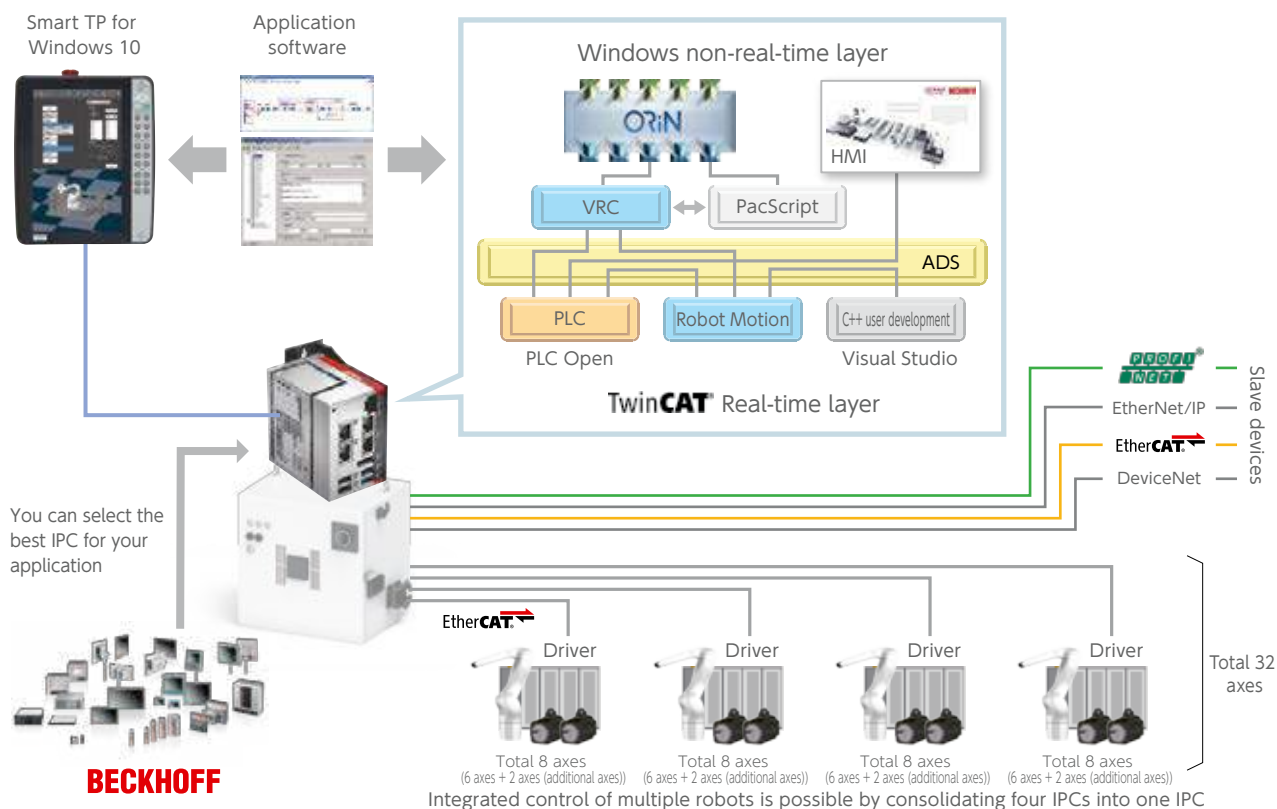 Smart TP for
Windows 10
Application
software
Windows non-real-time layer
ORiN
BECKHOFF
HMI
VRC
PacScript
ADS
PLC
Robot Motion
C++ user development
PLC Open
Visual Studio
TwinCAT® Real-time layer
PROFI
NET®
EtherNet/IP
EtherCAT®
DeviceNet
Slave devices
You can select the
best IPC for your
application
BECKHOFF
EtherCAT®
Driver
Driver
Driver
Driver
Total 32
axes
Total 8 axes
(6 axes + 2 axes (additional axes))
Total 8 axes
(6 axes + 2 axes (additional axes))
Total 8 axes
(6 axes + 2 axes (additional axes))
Total 8 axes
(6 axes + 2 axes (additional axes))
Integrated control of multiple robots is possible by consolidating four IPCs into one IPC